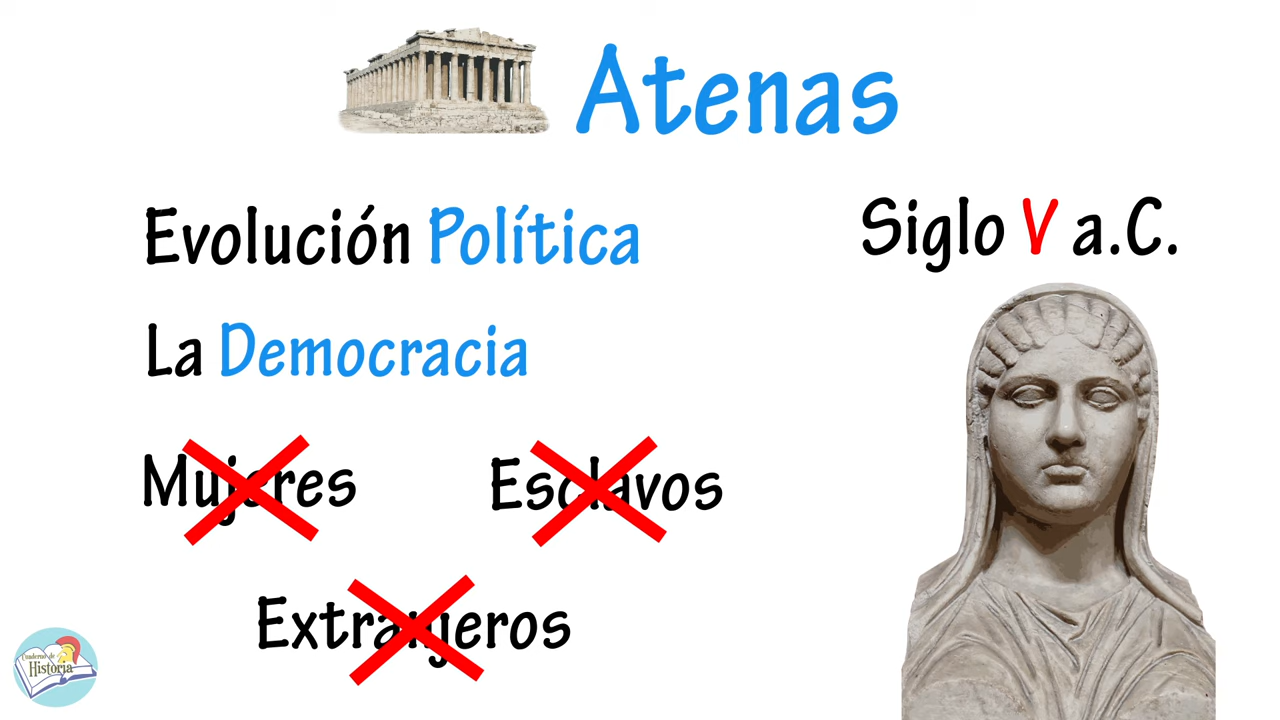 Atenas
Evolución Política
Siglo V a.C.
La Democracia
Mujeres
Esclavos
Extranjeros
Cuaderno de
Historia